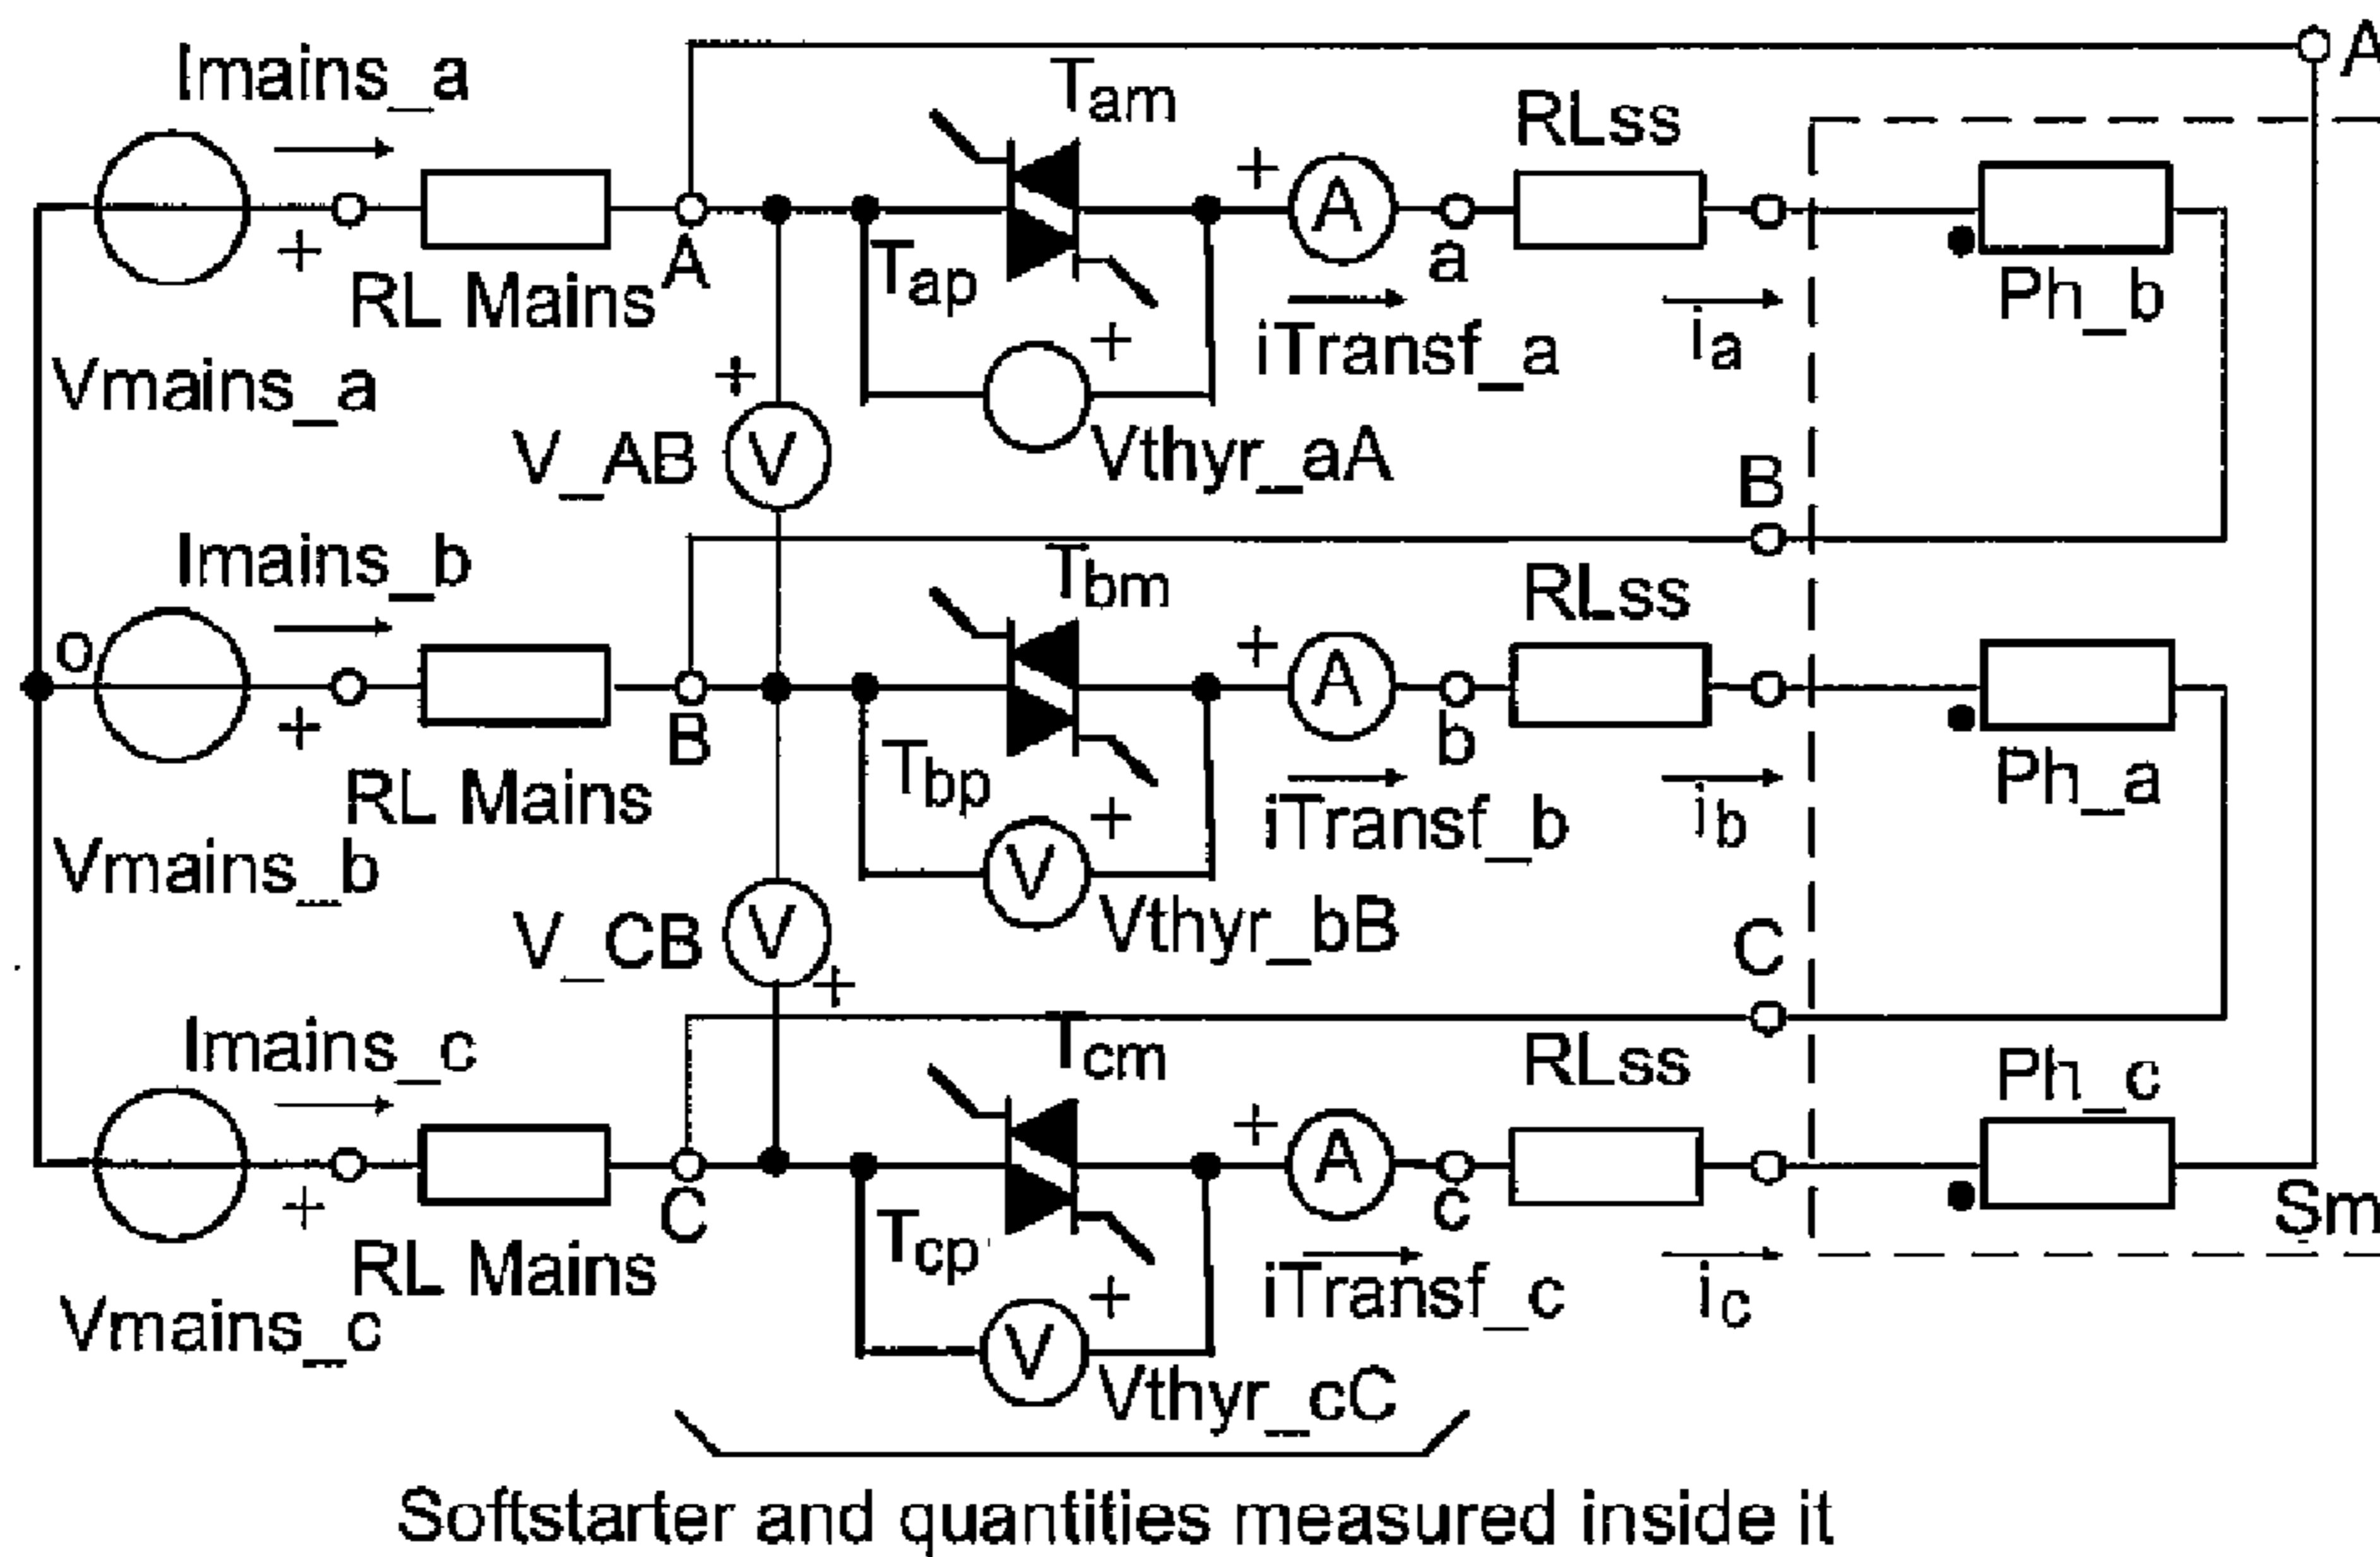 Imains_a
Tam
RLss
A
+
A
+
RL Mains
A
Tap
a
Ph_b
+
iTransf_a
ia
Vmains_a
+
V_AB
V
Vthyr_aA
B
Imains_b
Tbm
RLss
o
+
A
+
B
RL Mains
Tbp
b
Ph_a
+
iTransf_b
ib
Vmains_b
V
V_CB
V
+
Vthyr_bB
C
Imains_c
Tcm
RLss
Ph_c
+
A
+
C
Tcp
c
Sm
RL Mains
+
iTransf_c
ic
Vmains_c
V
Vthyr_cC
Softstarter and quantities measured inside it